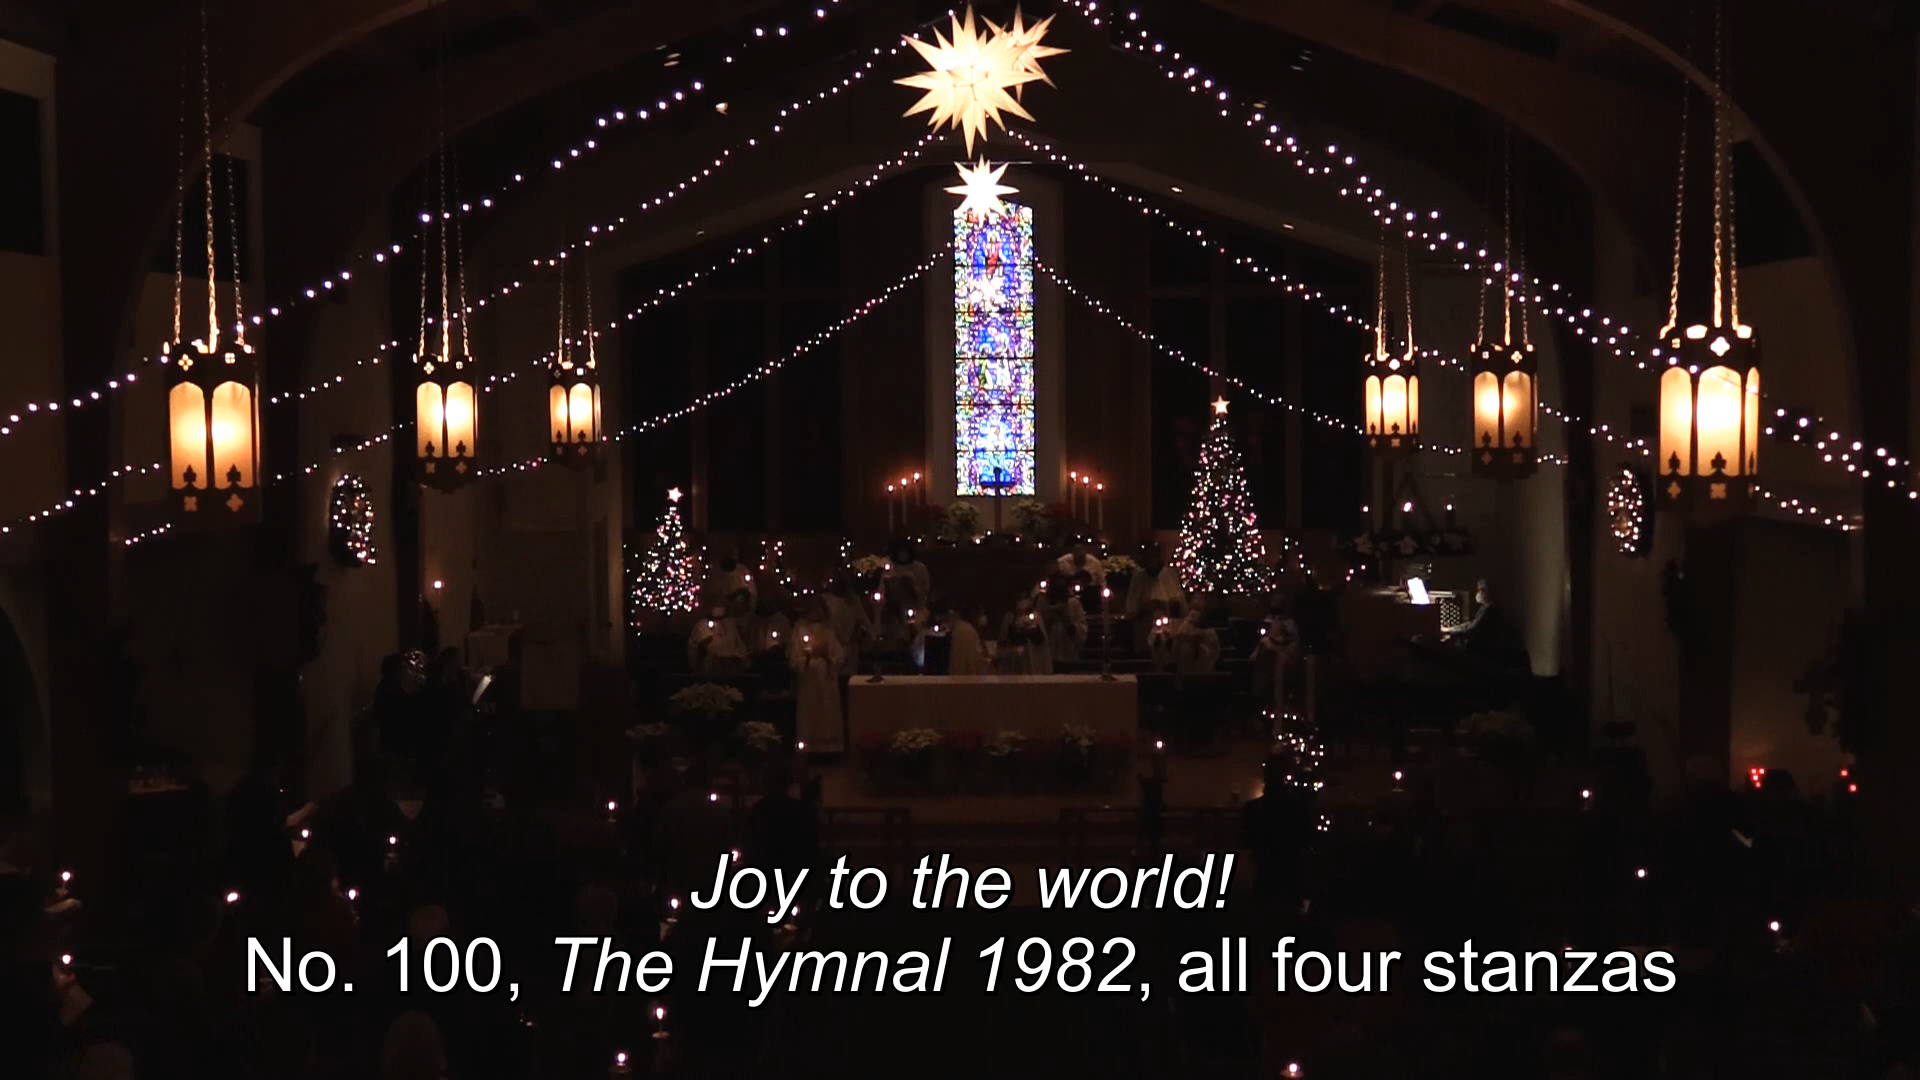 Joy to the world!
No. 100, The Hymnal 1982, all four stanzas